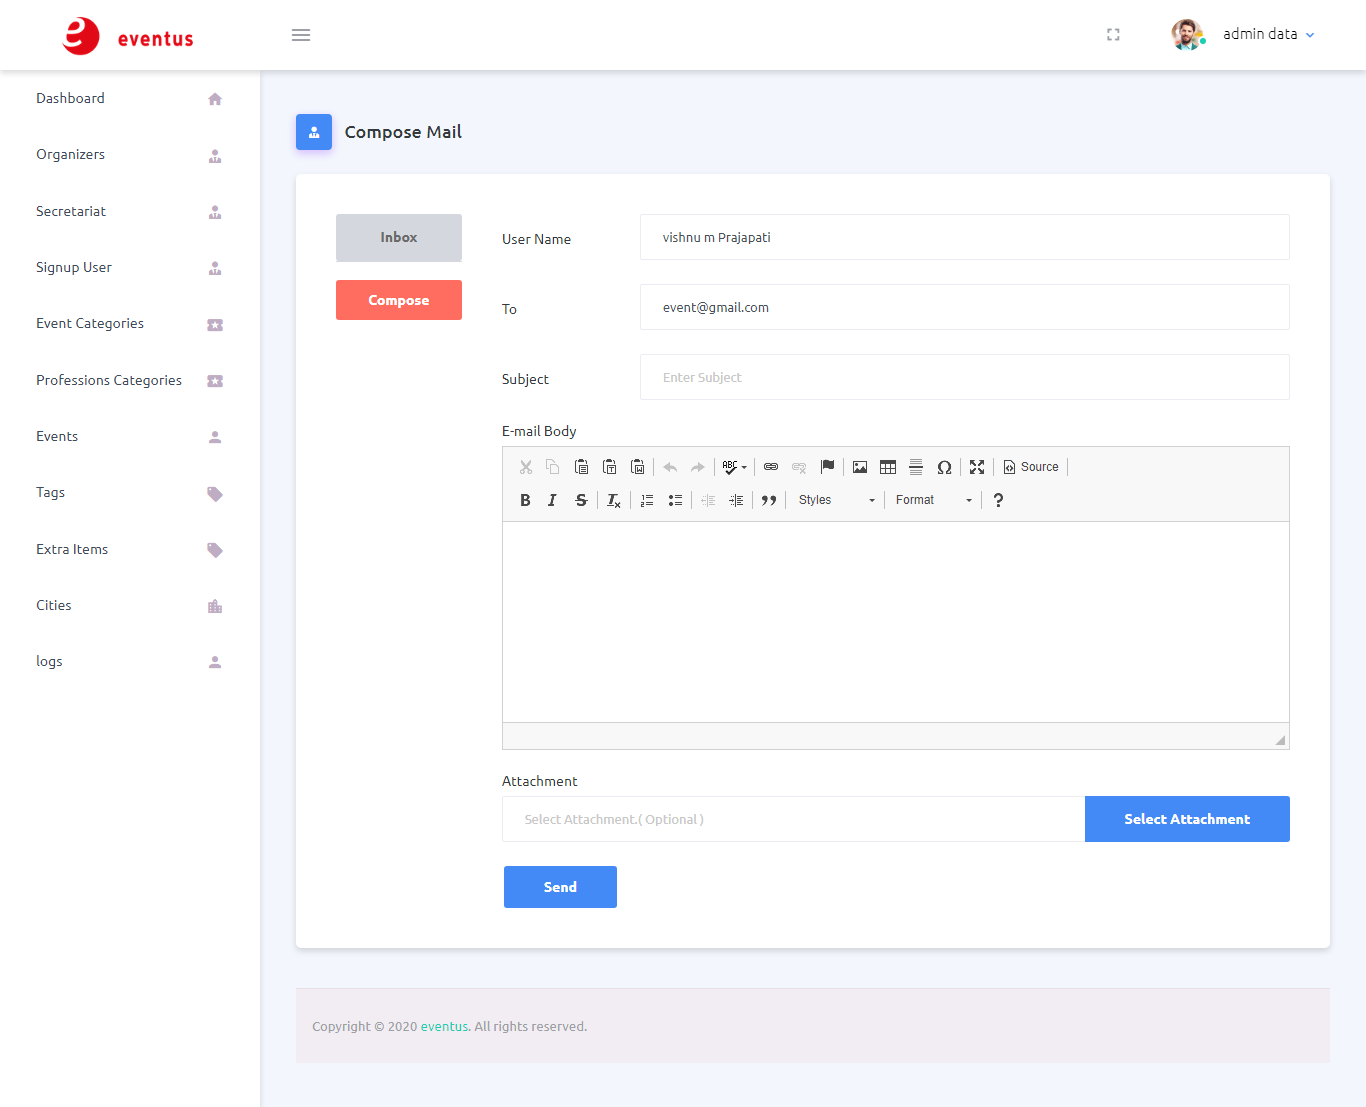 eventus
admin data
Dashboard
Organizers
Secretariat
Signup User
Event Categories
Professions Categories
Events
Tags
Extra Items
Cities
logs
Compose Mail
Inbox
Compose
User Name
vishnu m Prajapati
To
event@gmail.com
Subject
Enter Subject
E-mail Body
ABC
Source
B I S Ix
Styles
Format
?
Attachment
Select Attachment.( Optional )
Select Attachment
Send
Copyright © 2020 eventus. All rights reserved.